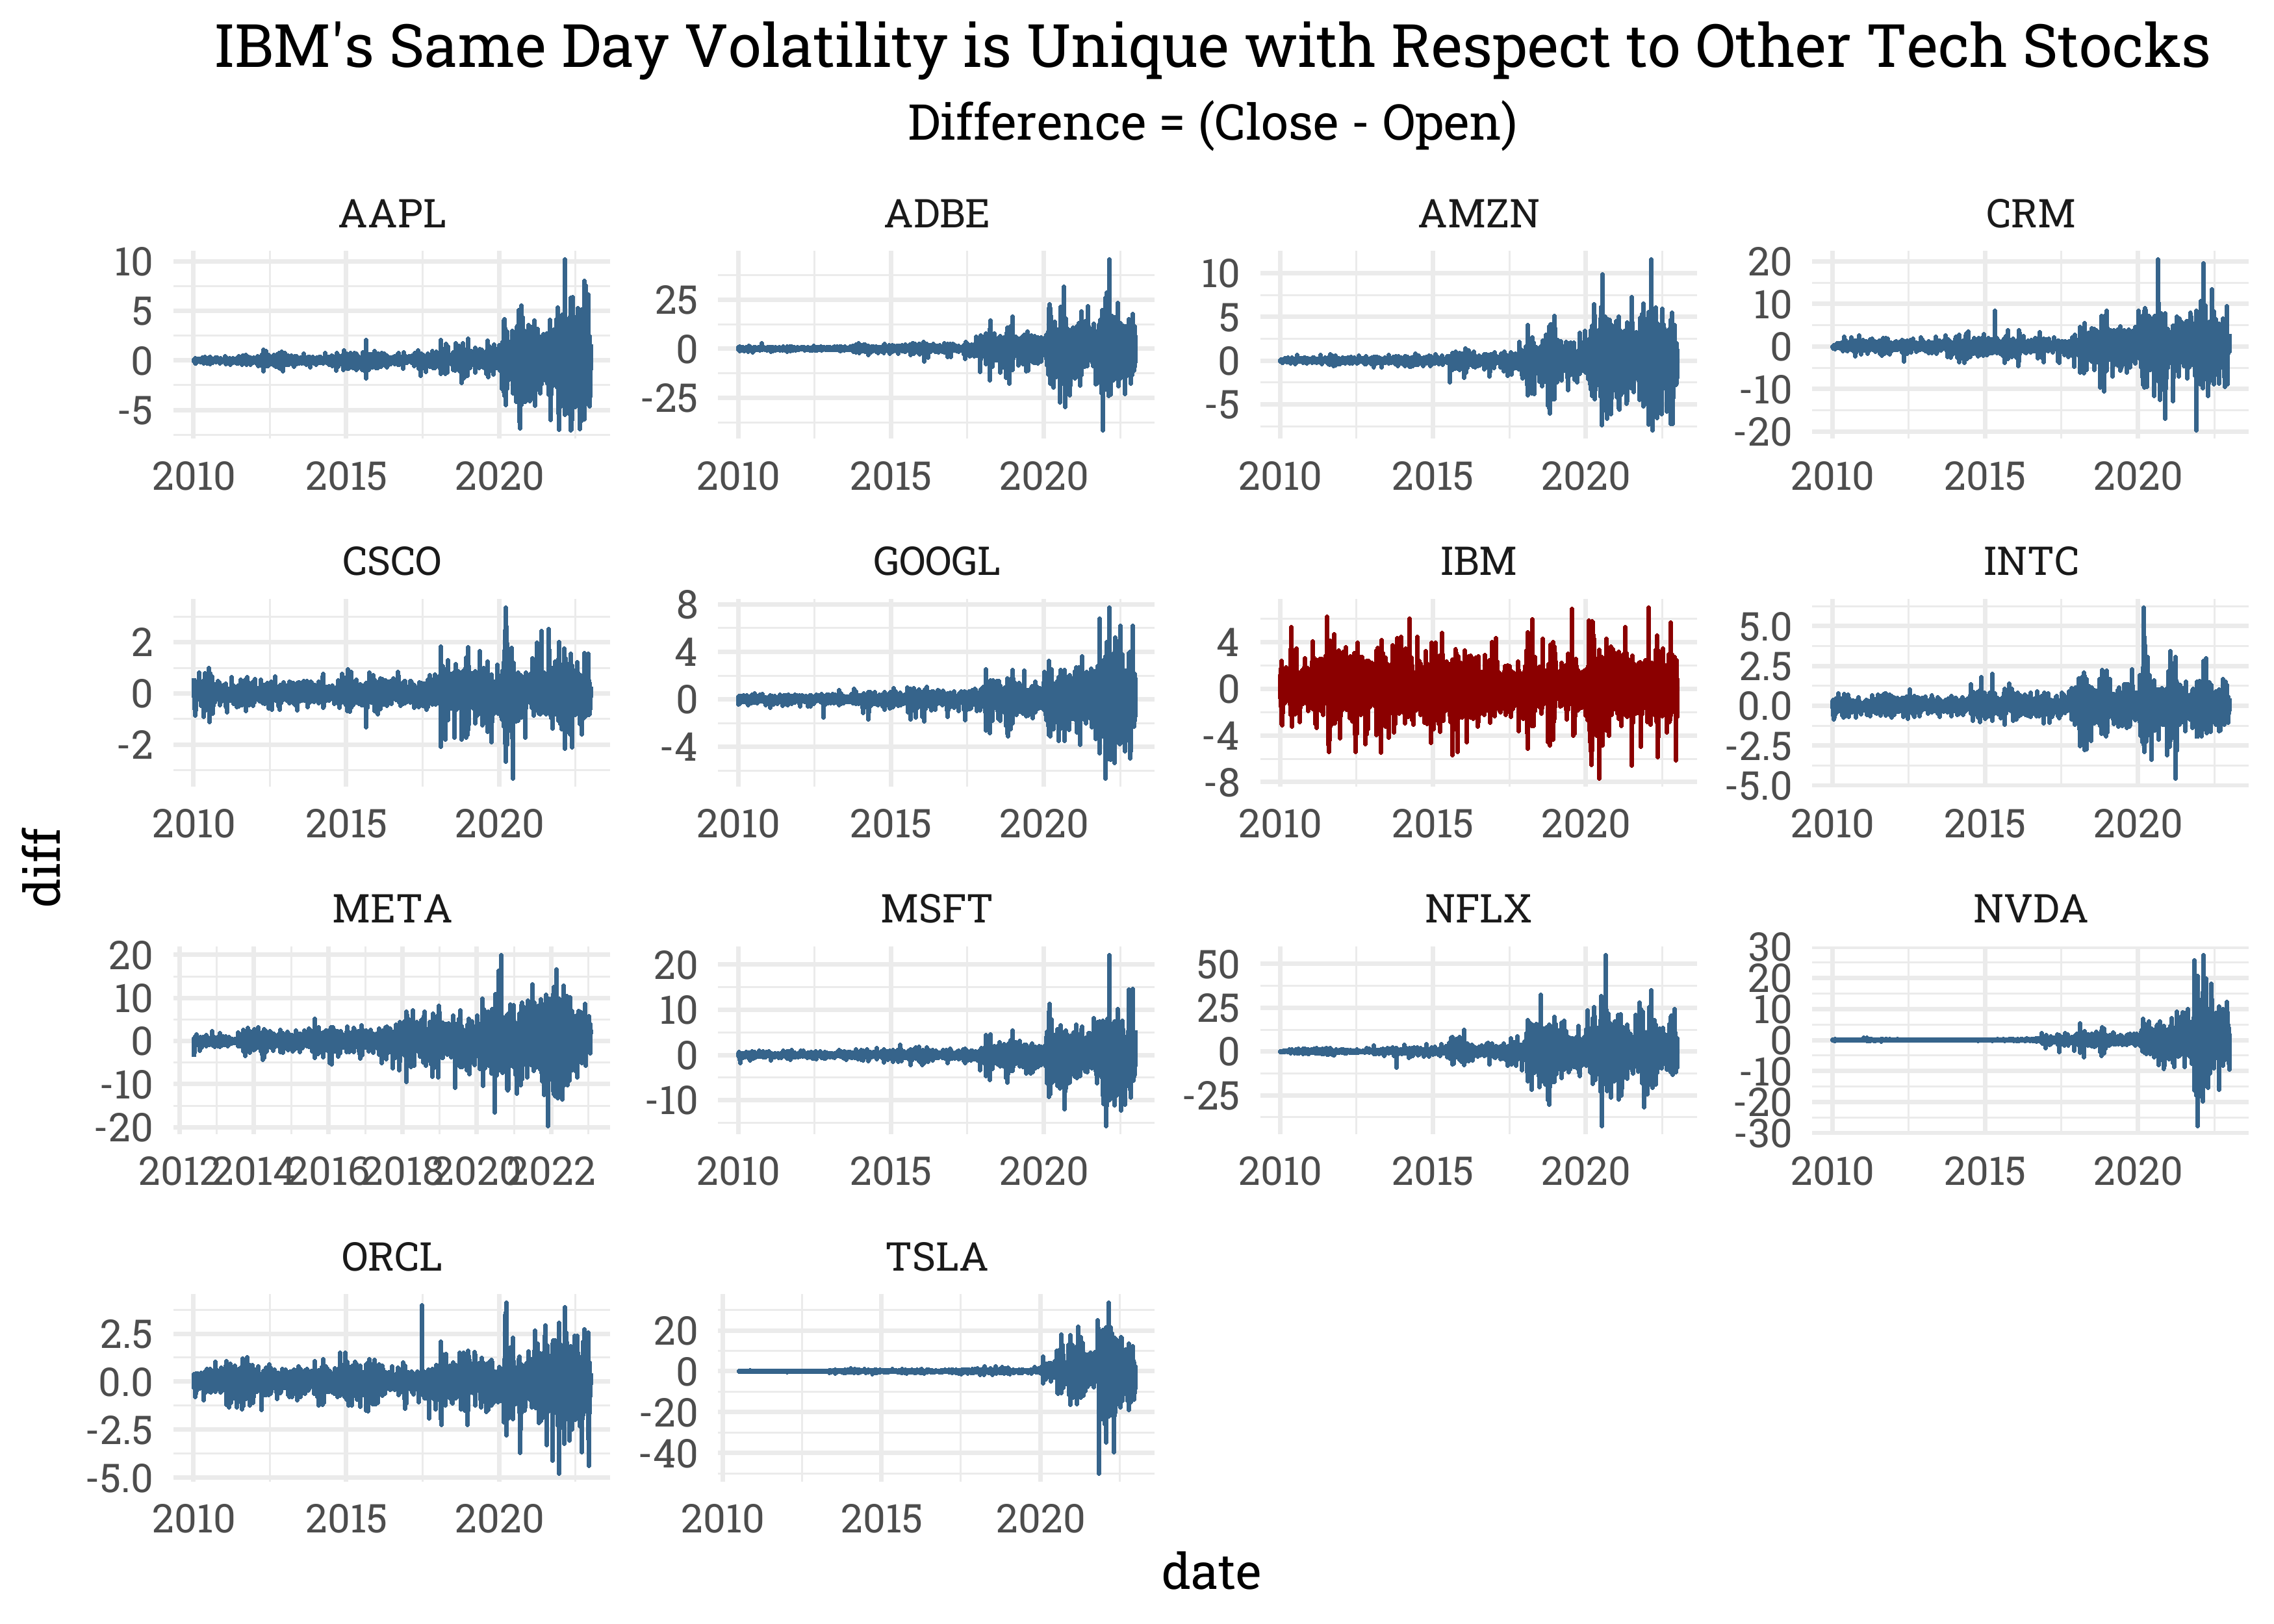 IBM's Same Day Volatility is Unique with Respect to Other Tech Stocks
Difference = (Close - Open)
diff
AAPL
10
5
0
-5
2010 2015 2020
ADBE
25
0
-25
2010 2015 2020
AMZN
10
5
0
-5
2010 2015 2020
CRM
20
10
0
-10
-20
2010 2015 2020
CSCO
2
0
-2
2010 2015 2020
GOOGL
8
4
0
-4
2010 2015 2020
IBM
4
0
-4
-8
2010 2015 2020
INTC
5.0
2.5
0.0
-2.5
-5.0
2010 2015 2020
META
20
10
0
-10
-20
2012 2014 2016 2018 2020 2022
MSFT
20
10
0
-10
2010 2015 2020
NFLX
50
25
0
-25
2010 2015 2020
NVDA
30
20
10
0
-10
-20
-30
2010 2015 2020
ORCL
2.5
0.0
-2.5
-5.0
2010 2015 2020
TSLA
20
0
-20
-40
2010 2015 2020
date